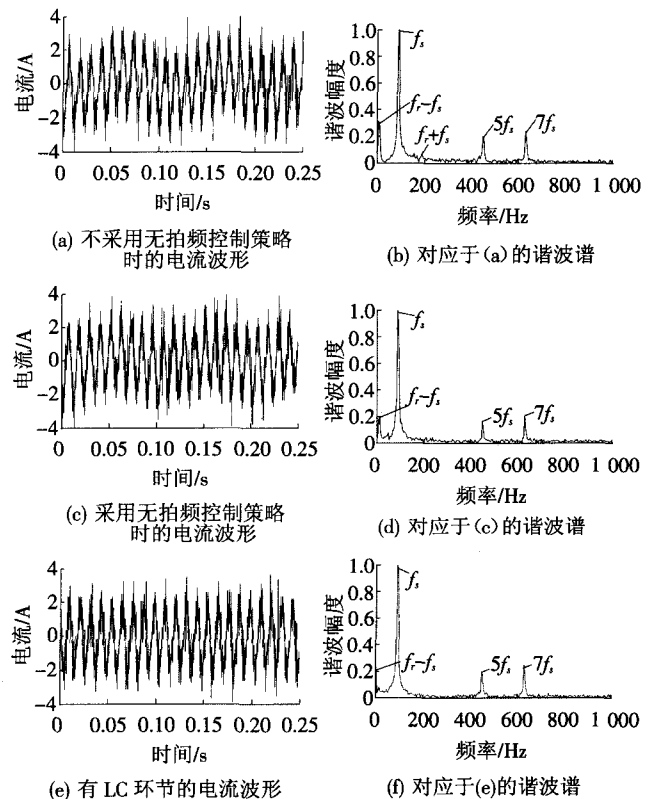 电流/A
4
2
0
−2
−4
0 0.05 0.10 0.15 0.20 0.25
时间/s
(a) 不采用无拍频控制策略
时的电流波形
谐波幅度
1.0
0.8
0.6
0.4
0.2
0 200 400 600 800 1 000
fs
fr−fs
fr+fs
5fs
7fs
频率/Hz
(b) 对应于(a)的谐波谱
电流/A
4
2
0
−2
−4
0 0.05 0.10 0.15 0.20 0.25
时间/s
(c) 采用无拍频控制策略
时的电流波形
谐波幅度
1.0
0.8
0.6
0.4
0.2
0 200 400 600 800 1 000
fs
fr−fs
5fs
7fs
频率/Hz
(d) 对应于(c)的谐波谱
电流/A
4
2
0
−2
−4
0 0.05 0.10 0.15 0.20 0.25
时间/s
(e) 有 LC 环节的电流波形
谐波幅度
1.0
0.8
0.6
0.4
0.2
0 200 400 600 800 1 000
fs
fr−fs
5fs
7fs
频率/Hz
(f) 对应于(e)的谐波谱